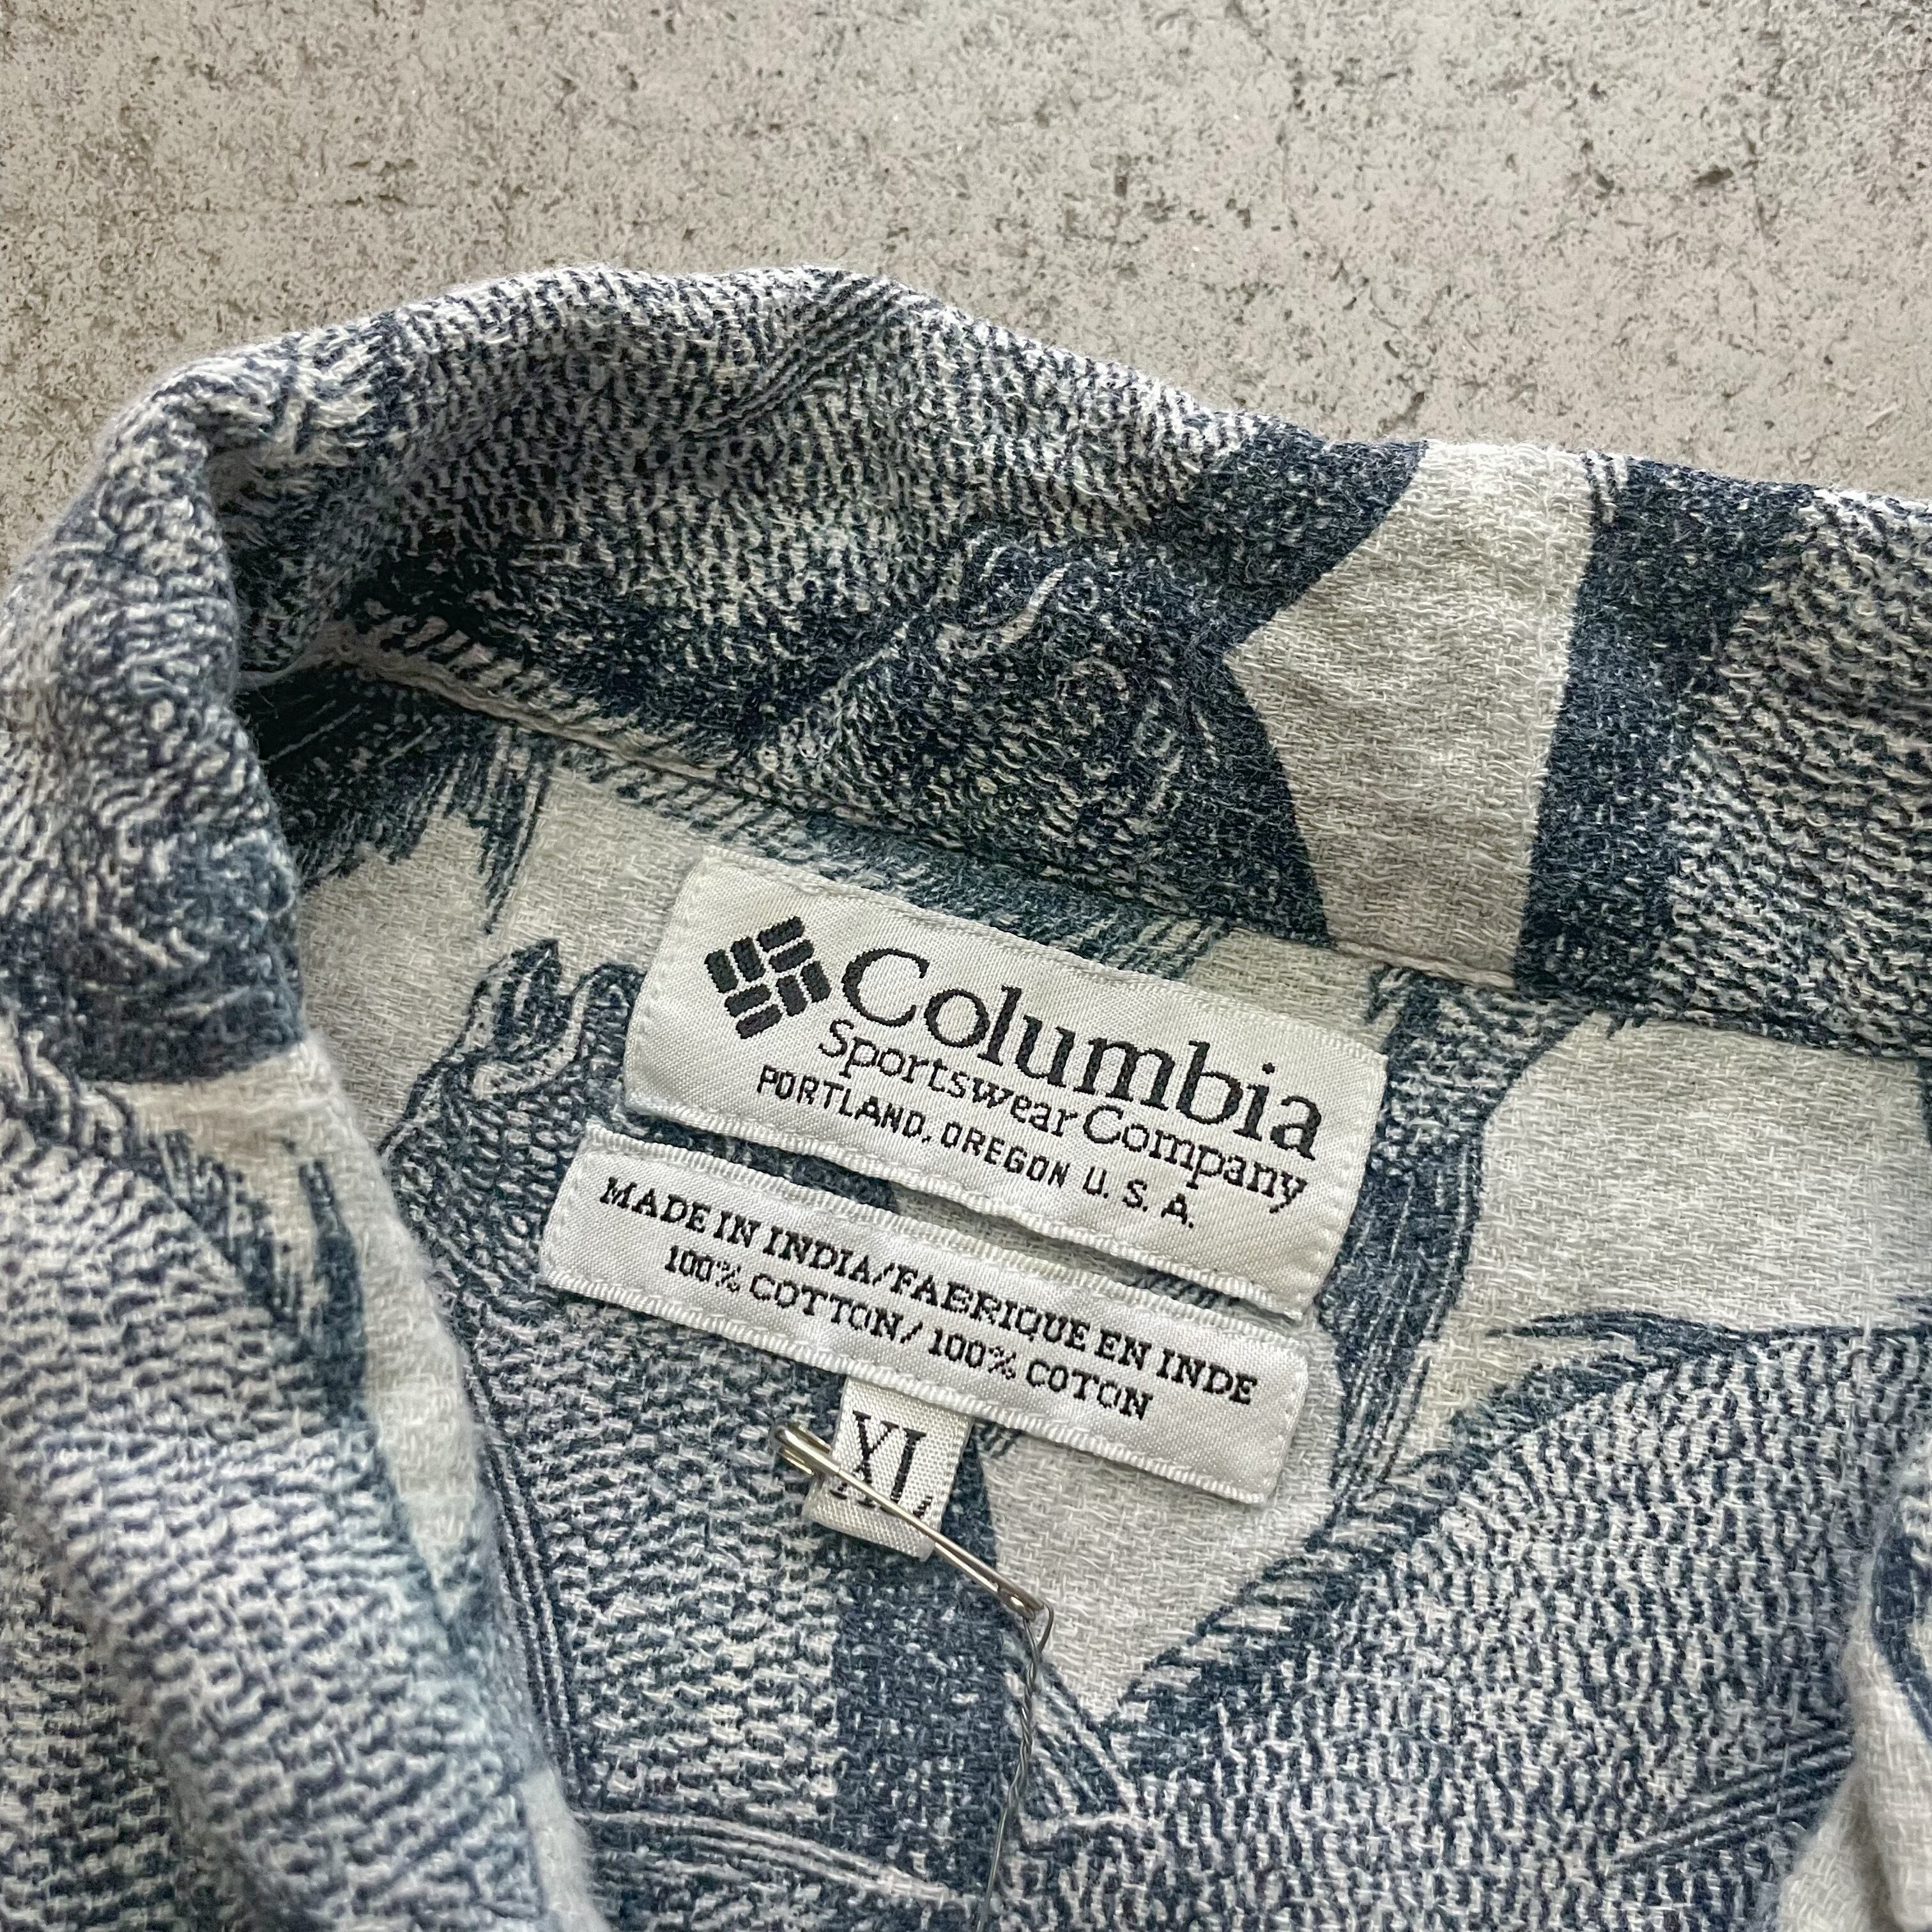 Columbia
Sportswear Company
PORTLAND, OREGON U. S. A.
MADE IN INDIA/FABRIQUE EN INDE
100% COTTON/100% COTON
XL